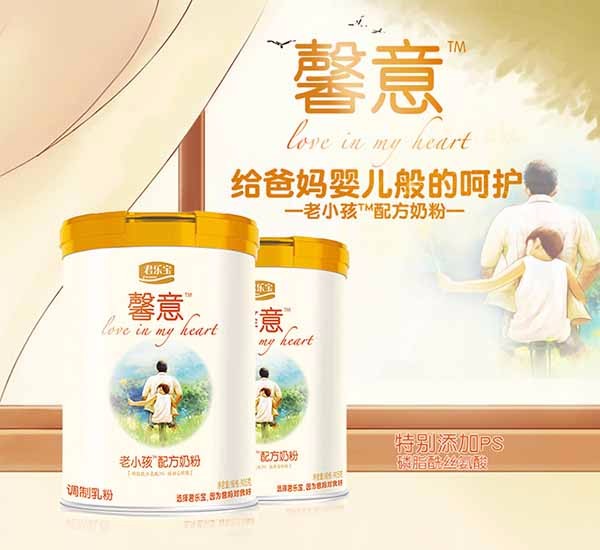 馨意™
love in my heart
给爸妈婴儿般的呵护
—老小孩™配方奶粉—
君乐宝
馨意™
love in my heart
老小孩™配方奶粉
调制乳粉
选择君乐宝,因为我妈对我好
君乐宝
意™
in my heart
小孩™配方奶粉
特别添加PS
磷脂酰丝氨酸